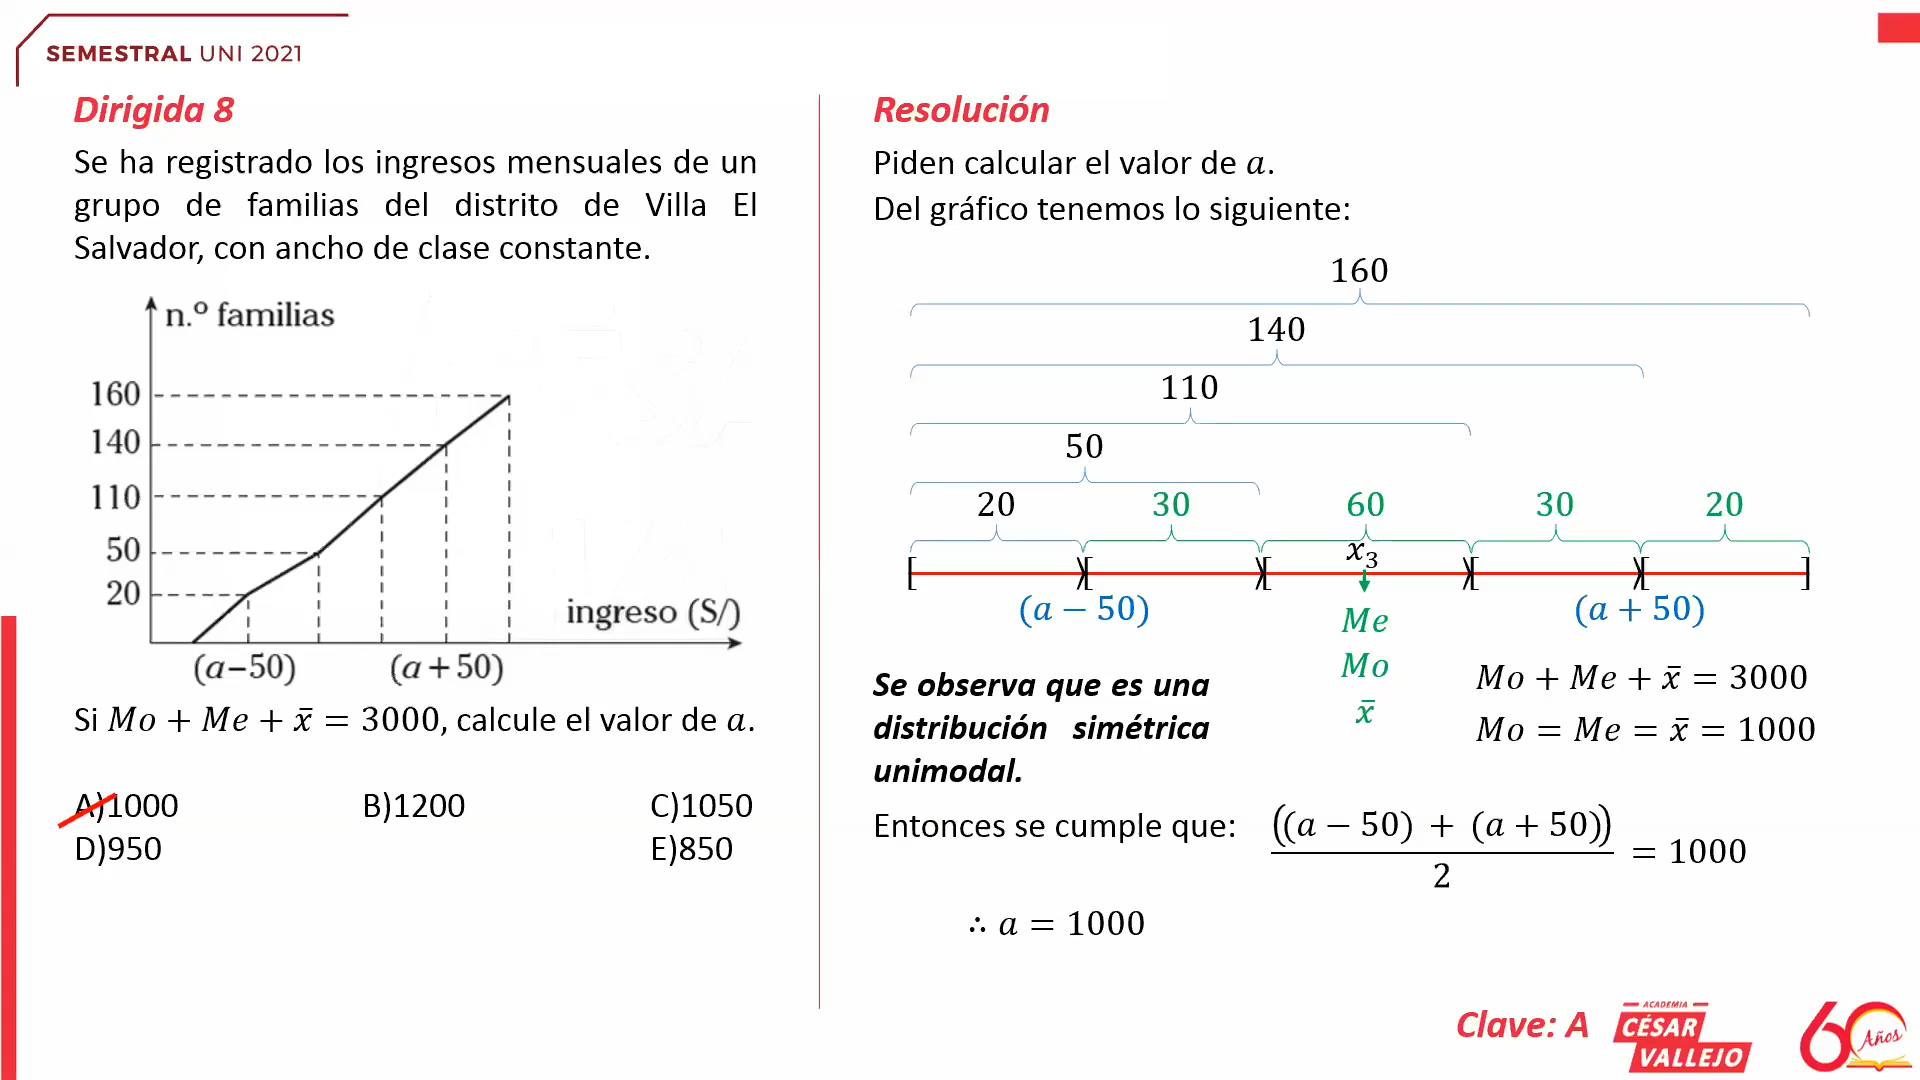 SEMESTRAL UNI 2021
Dirigida 8
Se ha registrado los ingresos mensuales de un
grupo de familias del distrito de Villa El
Salvador, con ancho de clase constante.
n.º familias
160
140
110
50
20
ingreso (S/)
(a−50)
(a+50)
Si Mo + Me + x̄ = 3000, calcule el valor de a.
A)1000
B)1200
C)1050
D)950
E)850
Resolución
Piden calcular el valor de a.
Del gráfico tenemos lo siguiente:
160
140
110
50
20
30
60
30
20
x₃
(a − 50)
(a + 50)
Me
Mo
x̄
Se observa que es una
distribución simétrica
unimodal.
Mo + Me + x̄ = 3000
Mo = Me = x̄ = 1000
Entonces se cumple que: ((a − 50) + (a + 50))/2 = 1000
∴ a = 1000
Clave: A
ACADEMIA
CÉSAR
VALLEJO
60 Años